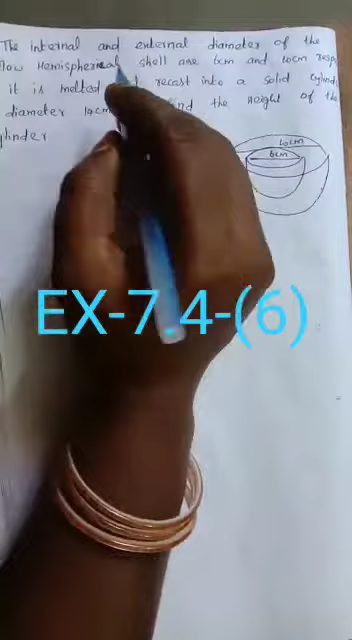 The internal and external diameter of the
llow Hemispherical shell are 6cm and 10cm resp
it is melted recast into a solid cylinde
diameter 14cm find the Height of the
ylinder
10cm
6cm
EX-7.4-(6)